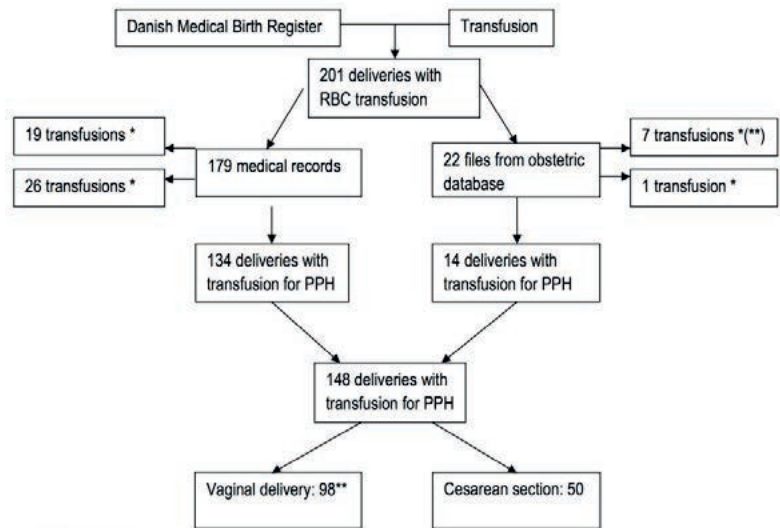 Danish Medical Birth Register
Transfusion
201 deliveries with
RBC transfusion
19 transfusions *
7 transfusions *(**)
179 medical records
22 files from obstetric
database
26 transfusions *
1 transfusion *
134 deliveries with
transfusion for PPH
14 deliveries with
transfusion for PPH
148 deliveries with
transfusion for PPH
Vaginal delivery: 98**
Cesarean section: 50